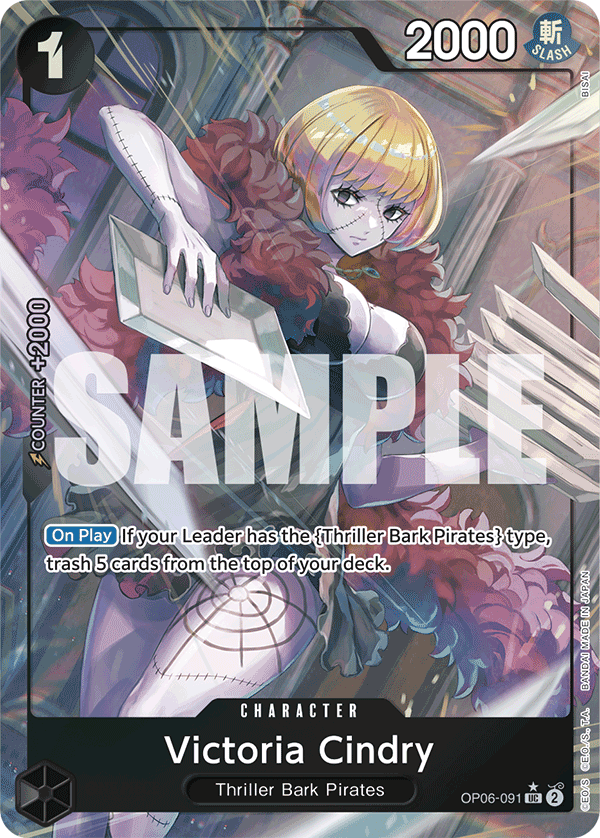 1
2000
斬
SLASH
BISAI
COUNTER +2000
SAMPLE
On Play If your Leader has the {Thriller Bark Pirates} type,
trash 5 cards from the top of your deck.
CHARACTER
Victoria Cindry
Thriller Bark Pirates
OP06-091 UC 2
©E.O./S., T.A. BANDAI MADE IN JAPAN